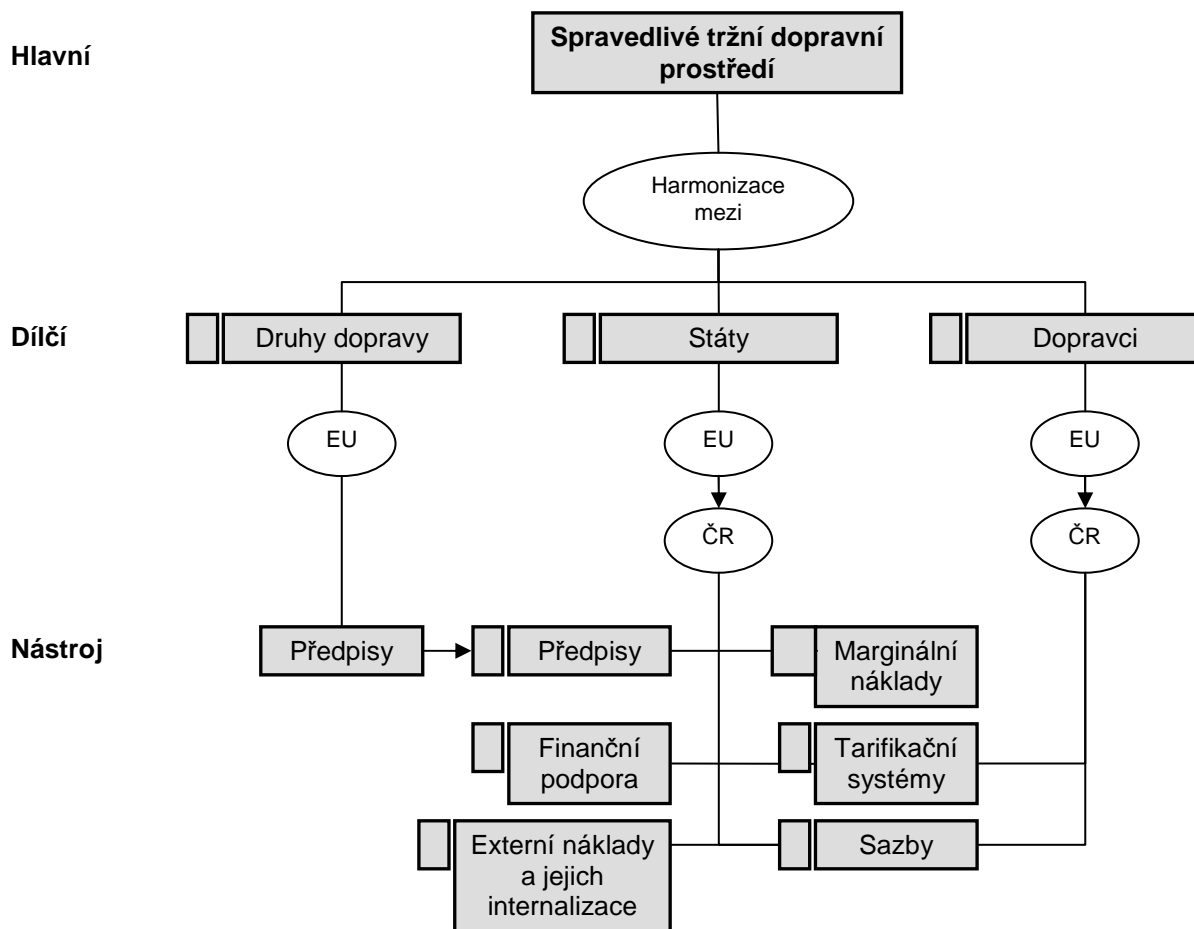 Hlavní
Spravedlivé tržní dopravní
prostředí
Harmonizace
mezi
Dílčí
Druhy dopravy
Státy
Dopravci
EU
EU
EU
ČR
ČR
Nástroj
Předpisy
Předpisy
Marginální
náklady
Finanční
podpora
Tarifikační
systémy
Externí náklady
a jejich
internalizace
Sazby